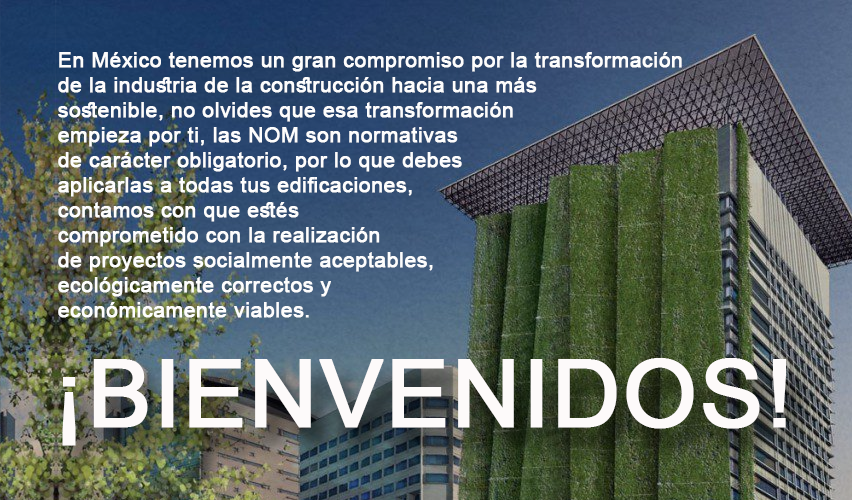 En México tenemos un gran compromiso por la transformación
de la industria de la construcción hacia una más
sostenible, no olvides que esa transformación
empieza por ti, las NOM son normativas
de carácter obligatorio, por lo que debes
aplicarlas a todas tus edificaciones,
contamos con que estés
comprometido con la realización
de proyectos socialmente aceptables,
ecológicamente correctos y
económicamente viables.
¡BIENVENIDOS!